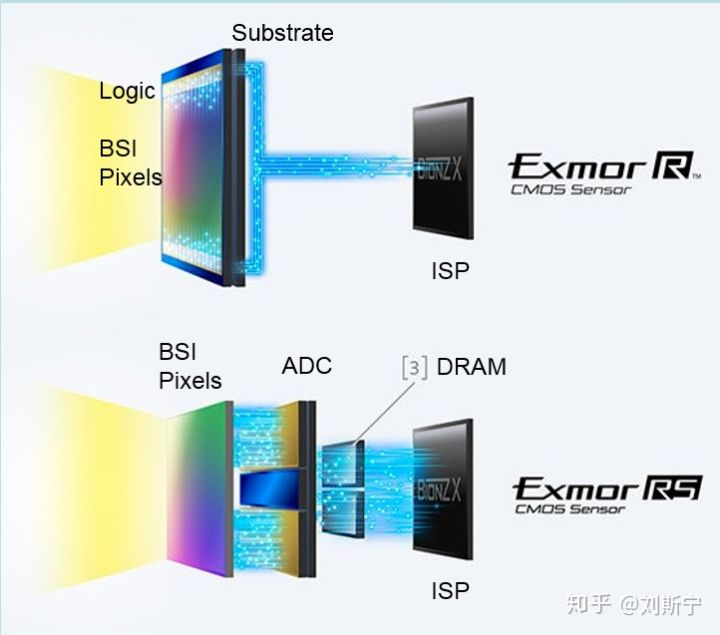 Substrate
Logic
BSI
Pixels
BIONZ X
Exmor R™
CMOS Sensor
ISP
BSI
Pixels
ADC
[3] DRAM
BIONZ X
Exmor RS
CMOS Sensor
ISP
知乎 @刘斯宁